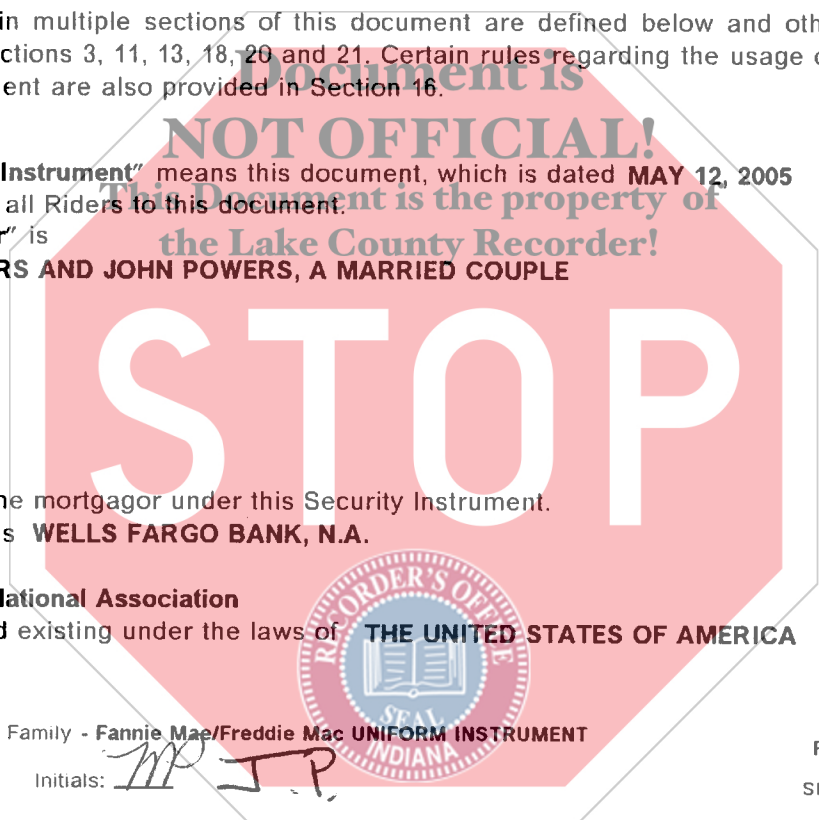 in multiple sections of this document are defined below and oth
ctions 3, 11, 13, 18, 20 and 21. Certain rules regarding the usage o
ent are also provided in Section 16.
Document is
NOT OFFICIAL!
This Document is the property of
the Lake County Recorder!
Instrument" means this document, which is dated MAY 12, 2005
all Riders to this document.
r" is
RS AND JOHN POWERS, A MARRIED COUPLE
STOP
he mortgagor under this Security Instrument.
s WELLS FARGO BANK, N.A.
National Association
d existing under the laws of THE UNITED STATES OF AMERICA
RECORDER'S OFFICE
SEAL
INDIANA
Family - Fannie Mae/Freddie Mac UNIFORM INSTRUMENT
Initials: MP J.P.